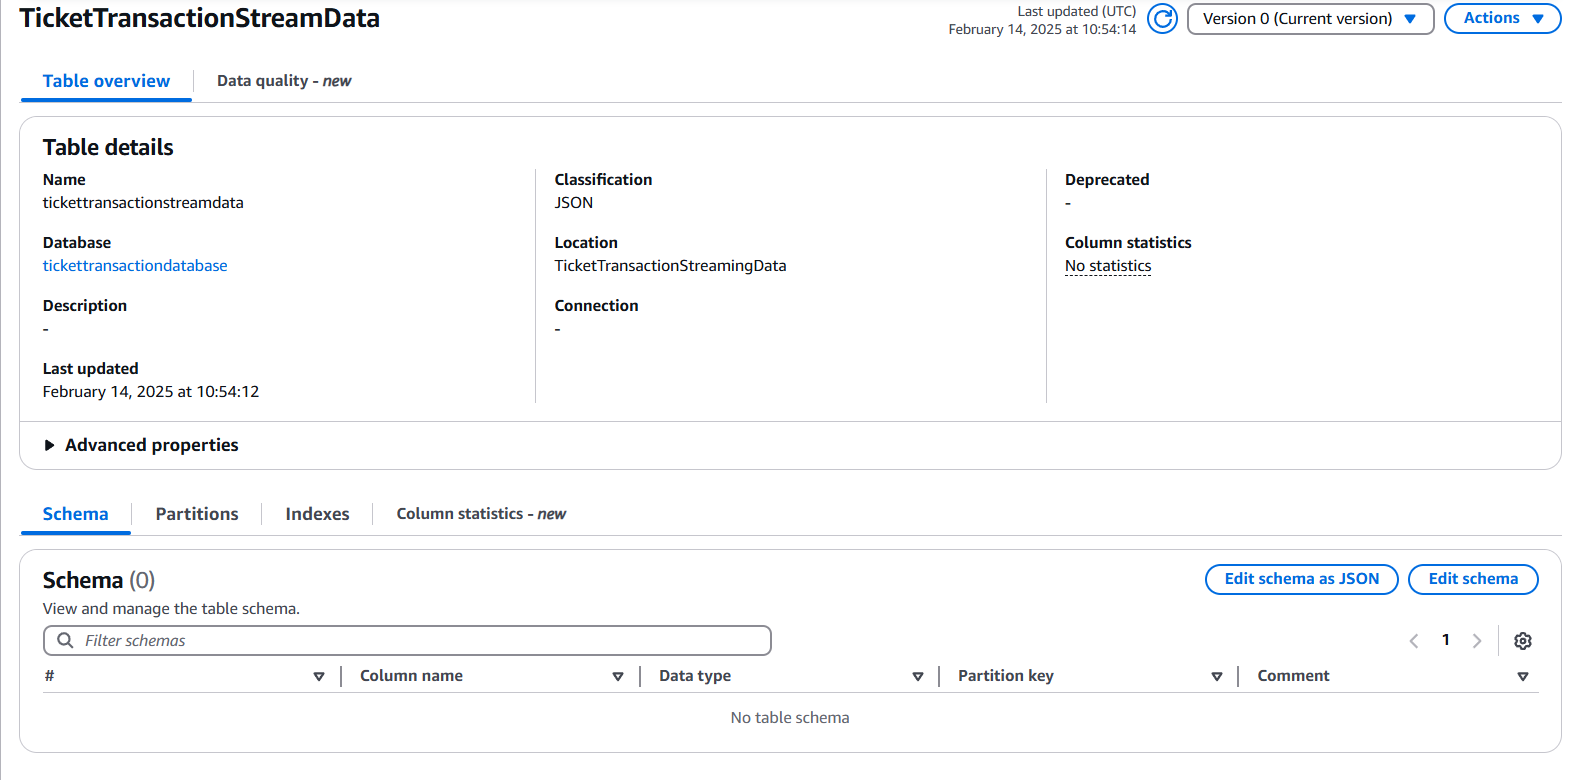 TicketTransactionStreamData
Last updated (UTC)
February 14, 2025 at 10:54:14
Version 0 (Current version)
Actions
Table overview
Data quality - new
Table details
Name
tickettransactionstreamdata
Database
tickettransactiondatabase
Description
-
Last updated
February 14, 2025 at 10:54:12
Classification
JSON
Location
TicketTransactionStreamingData
Connection
-
Deprecated
-
Column statistics
No statistics
Advanced properties
Schema
Partitions
Indexes
Column statistics - new
Schema (0)
View and manage the table schema.
Edit schema as JSON
Edit schema
Filter schemas
1
#
Column name
Data type
Partition key
Comment
No table schema